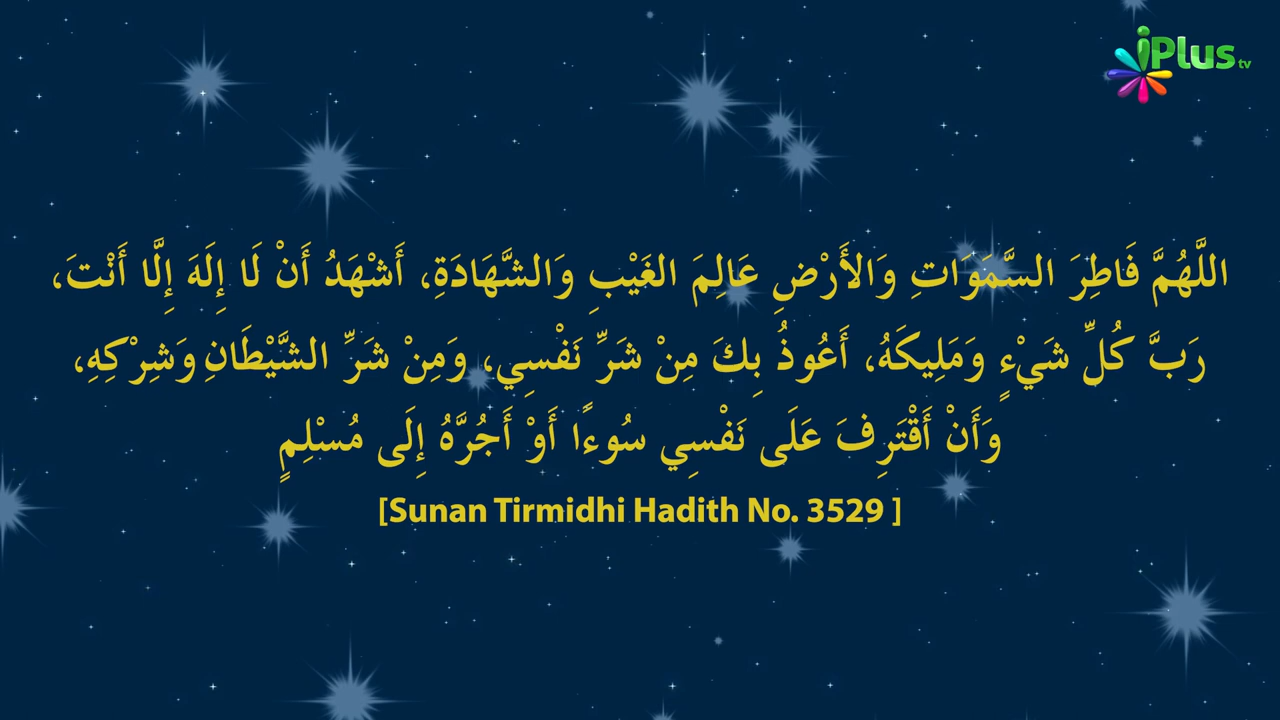 iPlus tv
اللَّهُمَّ فَاطِرَ السَّمَوَاتِ وَالأَرْضِ عَالِمَ الغَيْبِ وَالشَّهَادَةِ، أَشْهَدُ أَنْ لَا إِلَهَ إِلَّا أَنْتَ،
رَبَّ كُلِّ شَيْءٍ وَمَلِيكَهُ، أَعُوذُ بِكَ مِنْ شَرِّ نَفْسِي، وَمِنْ شَرِّ الشَّيْطَانِ وَشِرْكِهِ،
وَأَنْ أَقْتَرِفَ عَلَى نَفْسِي سُوءًا أَوْ أَجُرَّهُ إِلَى مُسْلِمٍ
[Sunan Tirmidhi Hadith No. 3529 ]